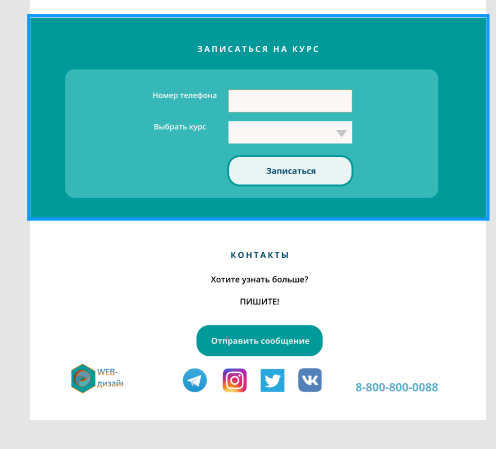 ЗАПИСАТЬСЯ НА КУРС
Номер телефона
Выбрать курс
Записаться
КОНТАКТЫ
Хотите узнать больше?
ПИШИТЕ!
Отправить сообщение
WEB-
дизайн
8-800-800-0088